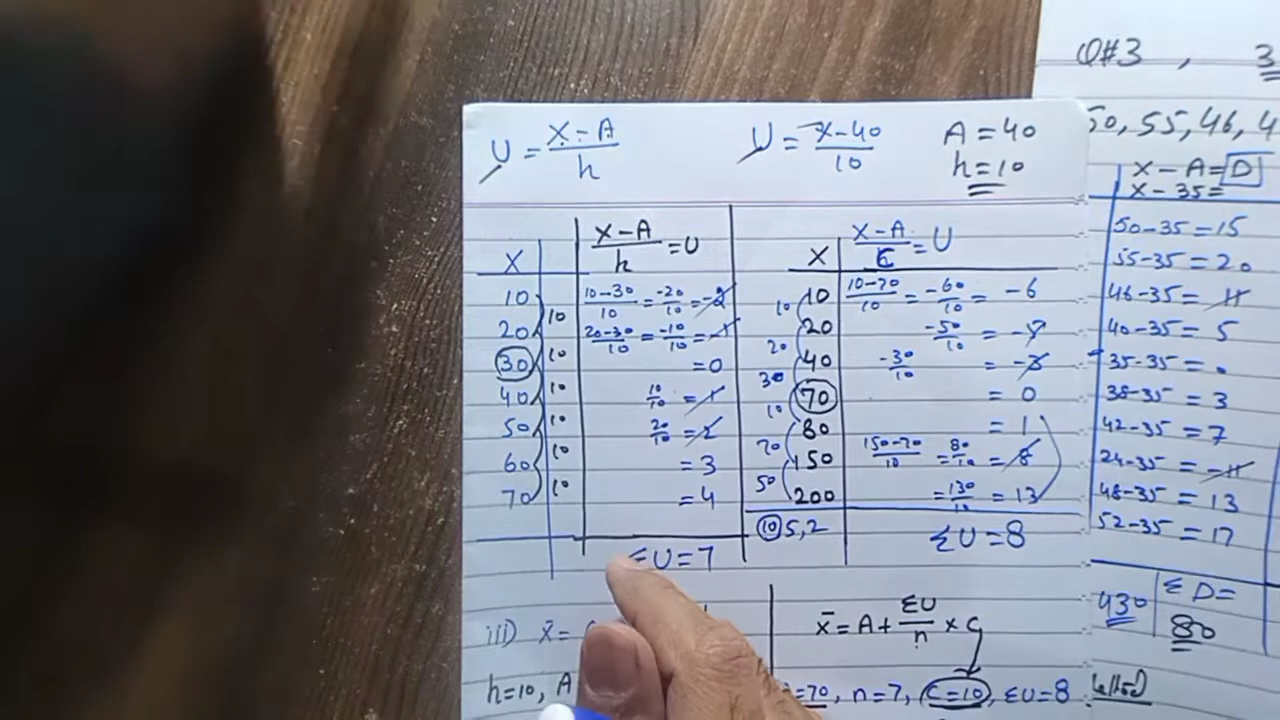 U = X - A / h
U = X-40 / 10
A = 40
h = 10
X
X-A / h = U
10
10-30 / 10 = -20 / 10 = -2
20
20-30 / 10 = -10 / 10 = -1
30
= 0
40
10 / 10 = 1
50
20 / 10 = 2
60
= 3
70
= 4
10
10
10
10
10
10
ΣU = 7
X
X-A / C = U
10
10-70 / 10 = -60 / 10 = -6
20
-50 / 10 =
40
-30 / 10 = -3
70
= 0
80
= 1
150
150-70 / 10 = 80 / 10 = 8
200
= 130 / 10 = 13
10
20
30
10
70
50
10 5, 2
ΣU = 8
iii) x̄ =
h=10, A
x̄ = A + ΣU / n × C
=70, n=7, C=10, ΣU=8
Q#3 , 3
50, 55, 46, 4
X - A = D
X - 35 =
50-35 = 15
55-35 = 20
46-35 = 11
40-35 = 5
35-35 = .
38-35 = 3
42-35 = 7
24-35 = -11
48-35 = 13
52-35 = 17
430
ΣD =
80